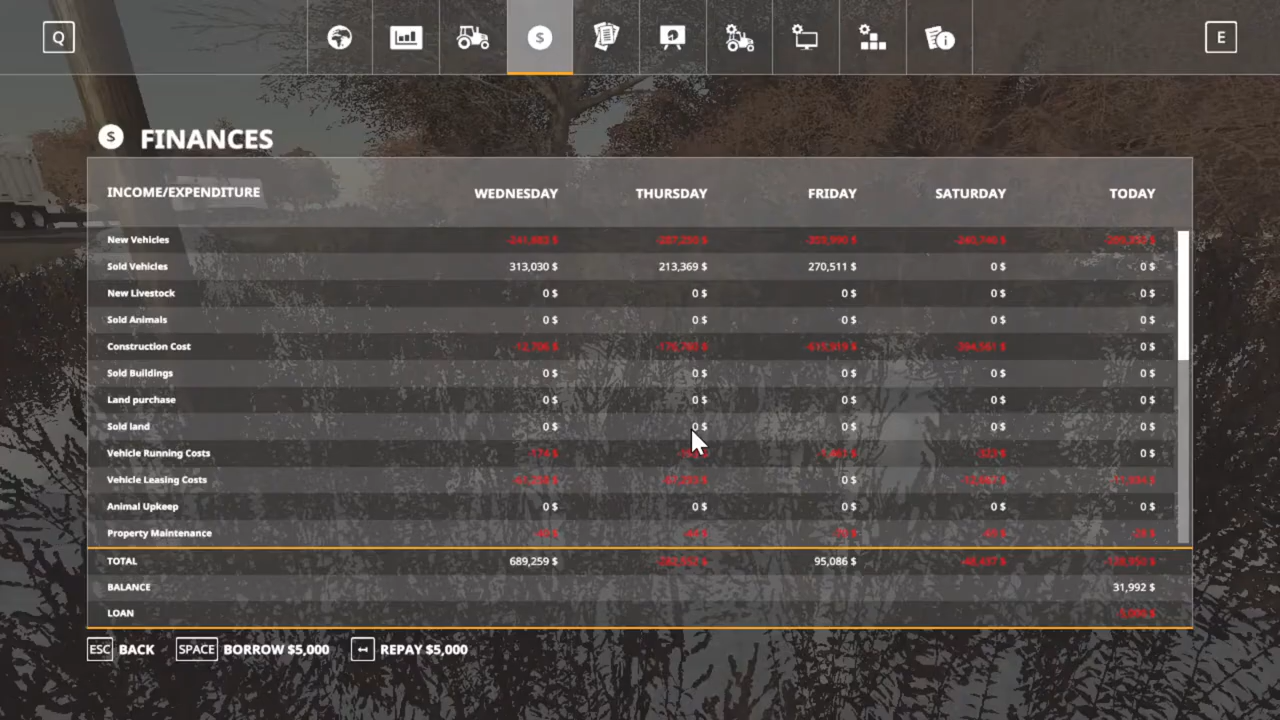 Q
E
FINANCES
INCOME/EXPENDITURE WEDNESDAY THURSDAY FRIDAY SATURDAY TODAY
New Vehicles
Sold Vehicles 313,030 $ 213,369 $ 270,511 $ 0 $ 0 $
New Livestock 0 $ 0 $ 0 $ 0 $ 0 $
Sold Animals 0 $ 0 $ 0 $ 0 $ 0 $
Construction Cost 0 $
Sold Buildings 0 $ 0 $ 0 $ 0 $ 0 $
Land purchase 0 $ 0 $ 0 $ 0 $ 0 $
Sold land 0 $ 0 $ 0 $ 0 $ 0 $
Vehicle Running Costs 0 $
Vehicle Leasing Costs 0 $
Animal Upkeep 0 $ 0 $ 0 $ 0 $ 0 $
Property Maintenance
TOTAL 689,259 $ 95,086 $
BALANCE 31,992 $
LOAN
ESC BACK SPACE BORROW $5,000 REPAY $5,000